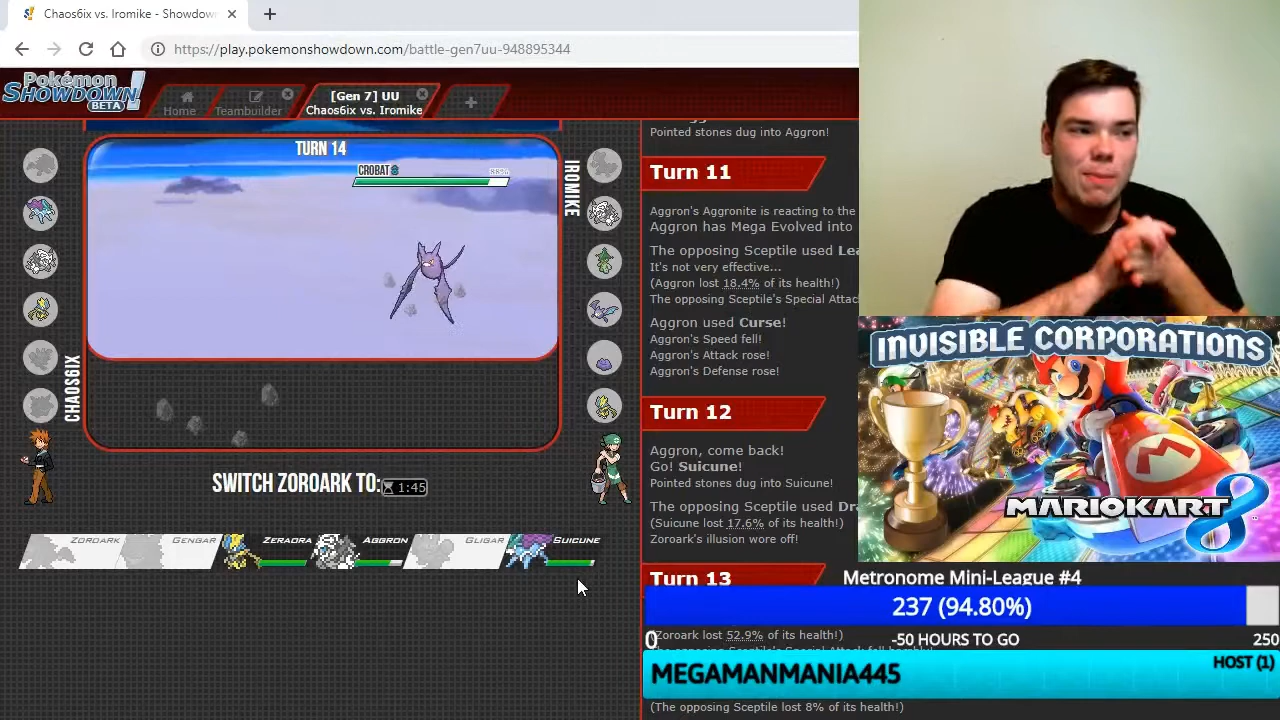 Chaos6ix vs. Iromike - Showdow
https://play.pokemonshowdown.com/battle-gen7uu-948895344
Pokémon
SHOWDOWN!
BETA
Home
Teambuilder
[Gen 7] UU
Chaos6ix vs. Iromike
TURN 14
CROBAT
IROMIKE
CHAOS6IX
SWITCH ZOROARK TO:
1:45
ZOROARK
GENGAR
ZERAORA
AGGRON
GLIGAR
SUICUNE
Pointed stones dug into Aggron!
Turn 11
Aggron's Aggronite is reacting to the
Aggron has Mega Evolved into
The opposing Sceptile used Lea
It's not very effective...
(Aggron lost 18.4% of its health!)
The opposing Sceptile's Special Attac
Aggron used Curse!
Aggron's Speed fell!
Aggron's Attack rose!
Aggron's Defense rose!
Turn 12
Aggron, come back!
Go! Suicune!
Pointed stones dug into Suicune!
The opposing Sceptile used Dra
(Suicune lost 17.6% of its health!)
Zoroark's illusion wore off!
Turn 13
(Zoroark lost 52.9% of its health!)
(The opposing Sceptile lost 8% of its health!)
INVISIBLE CORPORATIONS
MARIOKART 8
Metronome Mini-League #4
237 (94.80%)
0
-50 HOURS TO GO
250
MEGAMANMANIA445
HOST (1)